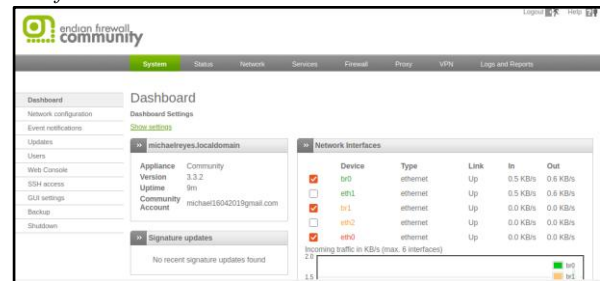 Logout Help
endian firewall
community
System Status Network Services Firewall Proxy VPN Logs and Reports
Dashboard
Network configuration
Event notifications
Updates
Users
Web Console
SSH access
GUI settings
Backup
Shutdown
Dashboard
Dashboard Settings
Show settings
» michaelreyes.localdomain
Appliance Community
Version 3.3.2
Uptime 9m
Community Account michael16042019gmail.com
» Signature updates
No recent signature updates found
» Network Interfaces
Device Type Link In Out
br0 ethernet Up 0.5 KB/s 0.6 KB/s
eth1 ethernet Up 0.5 KB/s 0.6 KB/s
br1 ethernet Up 0.0 KB/s 0.0 KB/s
eth2 ethernet Up 0.0 KB/s 0.0 KB/s
eth0 ethernet Up 0.0 KB/s 0.0 KB/s
Incoming traffic in KB/s (max. 6 interfaces)
2.0
br0
1.5
br1